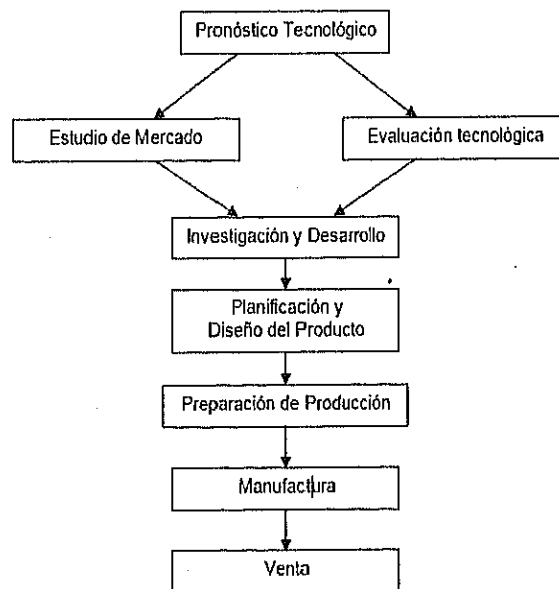 Pronóstico Tecnológico
Estudio de Mercado
Evaluación tecnológica
Investigación y Desarrollo
Planificación y
Diseño del Producto
Preparación de Producción
Manufactura
Venta